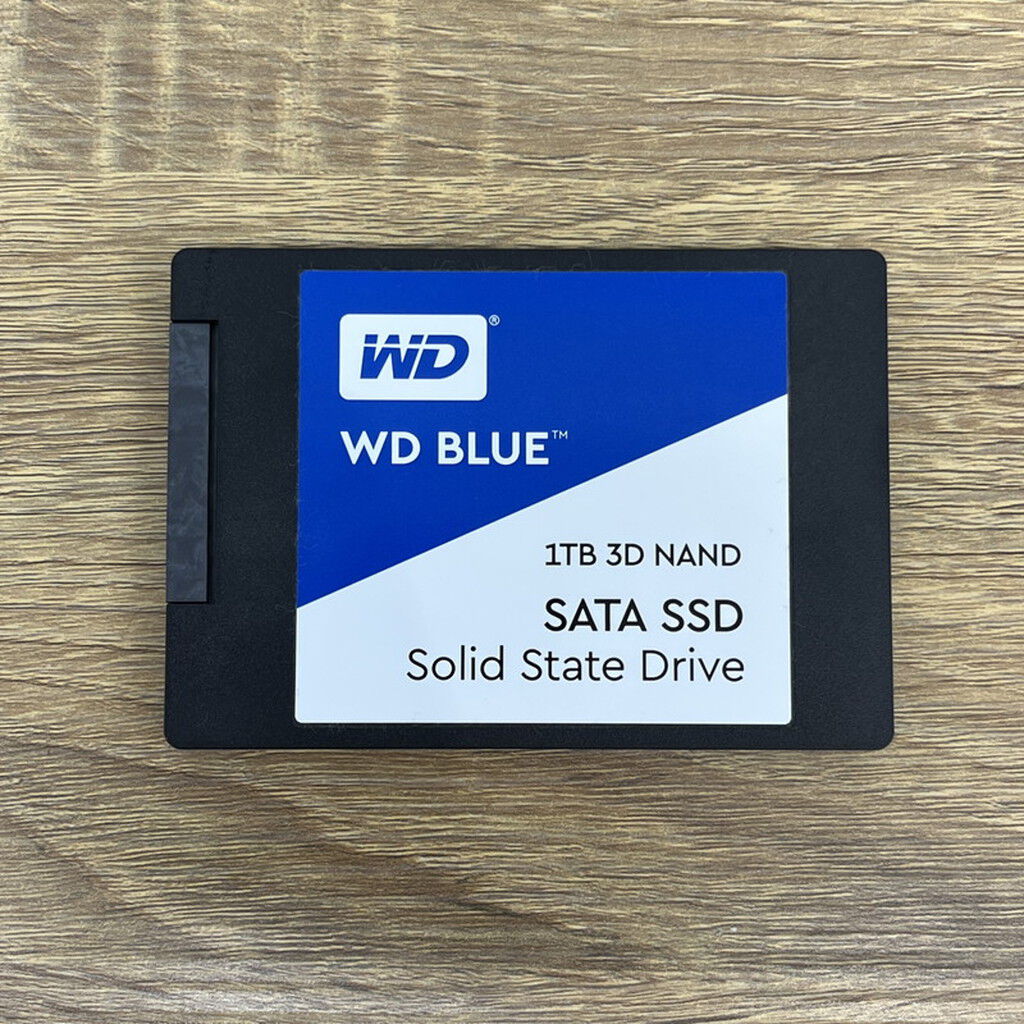 WD®
WD BLUE™
1TB 3D NAND
SATA SSD
Solid State Drive